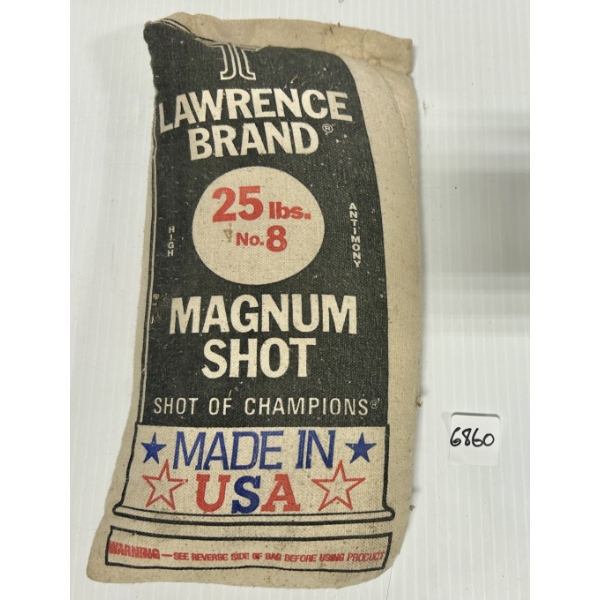 LAWRENCE
BRAND®
25 lbs.
No. 8
HIGH
ANTIMONY
MAGNUM
SHOT
SHOT OF CHAMPIONS®
MADE IN
USA
WARNING—SEE REVERSE SIDE OF BAG BEFORE USING PRODUCT
6860